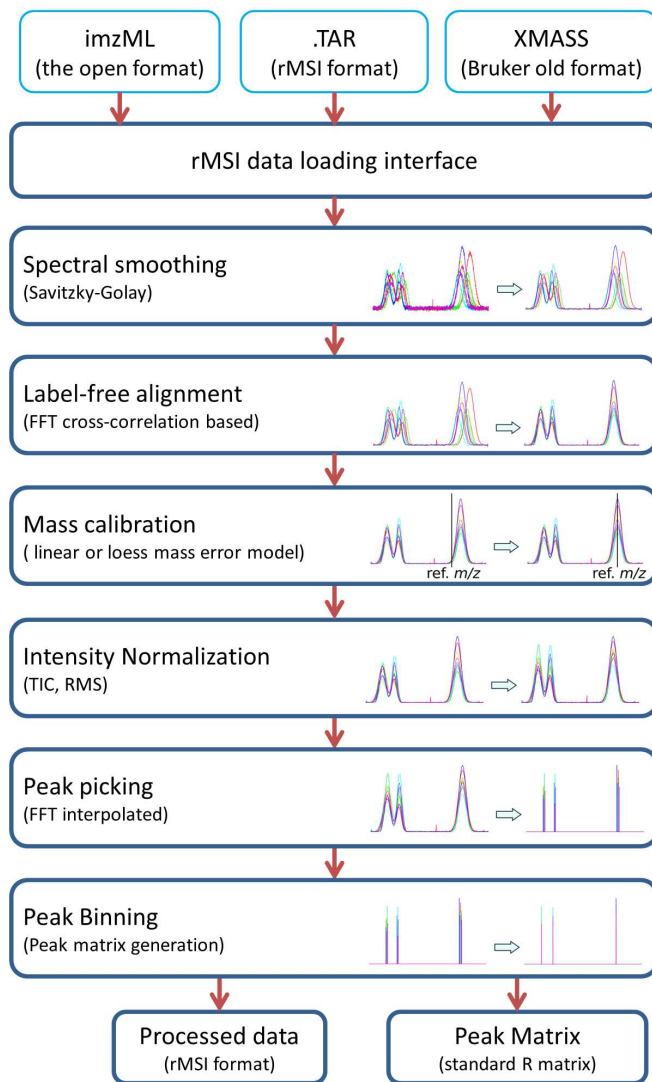 imzML
(the open format)
.TAR
(rMSI format)
XMASS
(Bruker old format)
rMSI data loading interface
Spectral smoothing
(Savitzky-Golay)
Label-free alignment
(FFT cross-correlation based)
Mass calibration
( linear or loess mass error model)
ref. m/z
ref. m/z
Intensity Normalization
(TIC, RMS)
Peak picking
(FFT interpolated)
Peak Binning
(Peak matrix generation)
Processed data
(rMSI format)
Peak Matrix
(standard R matrix)